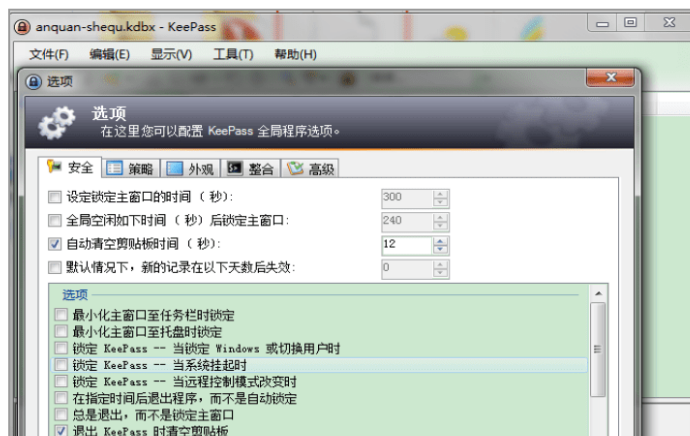 anquan-shequ.kdbx - KeePass
文件(F) 编辑(E) 显示(V) 工具(T) 帮助(H)
选项
选项
在这里您可以配置 KeePass 全局程序选项。
安全 策略 外观 整合 高级
设定锁定主窗口的时间 (秒): 300
全局空闲如下时间 (秒) 后锁定主窗口: 240
自动清空剪贴板时间 (秒): 12
默认情况下，新的记录在以下天数后失效: 0
选项
最小化主窗口至任务栏时锁定
最小化主窗口至托盘时锁定
锁定 KeePass -- 当锁定 Windows 或切换用户时
锁定 KeePass -- 当系统挂起时
锁定 KeePass -- 当远程控制模式改变时
在指定时间后退出程序，而不是自动锁定
总是退出，而不是锁定主窗口
退出 KeePass 时清空剪贴板